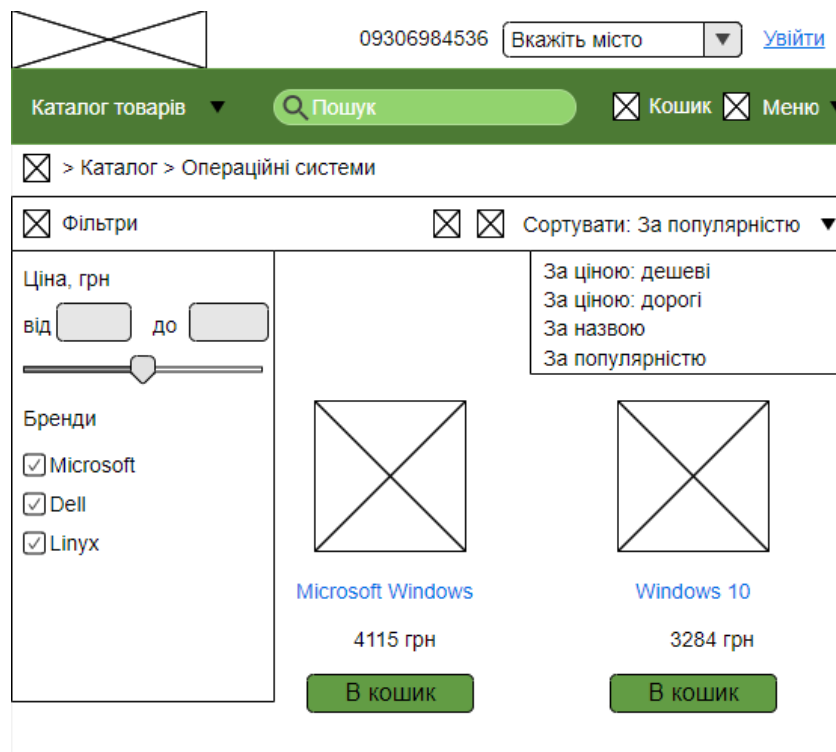 09306984536 Вкажіть місто Увійти
Каталог товарів Пошук Кошик Меню
> Каталог > Операційні системи
Фільтри Сортувати: За популярністю
За ціною: дешеві
За ціною: дорогі
За назвою
За популярністю
Ціна, грн
від до
Бренди
Microsoft
Dell
Linyx
Microsoft Windows Windows 10
4115 грн 3284 грн
В кошик В кошик